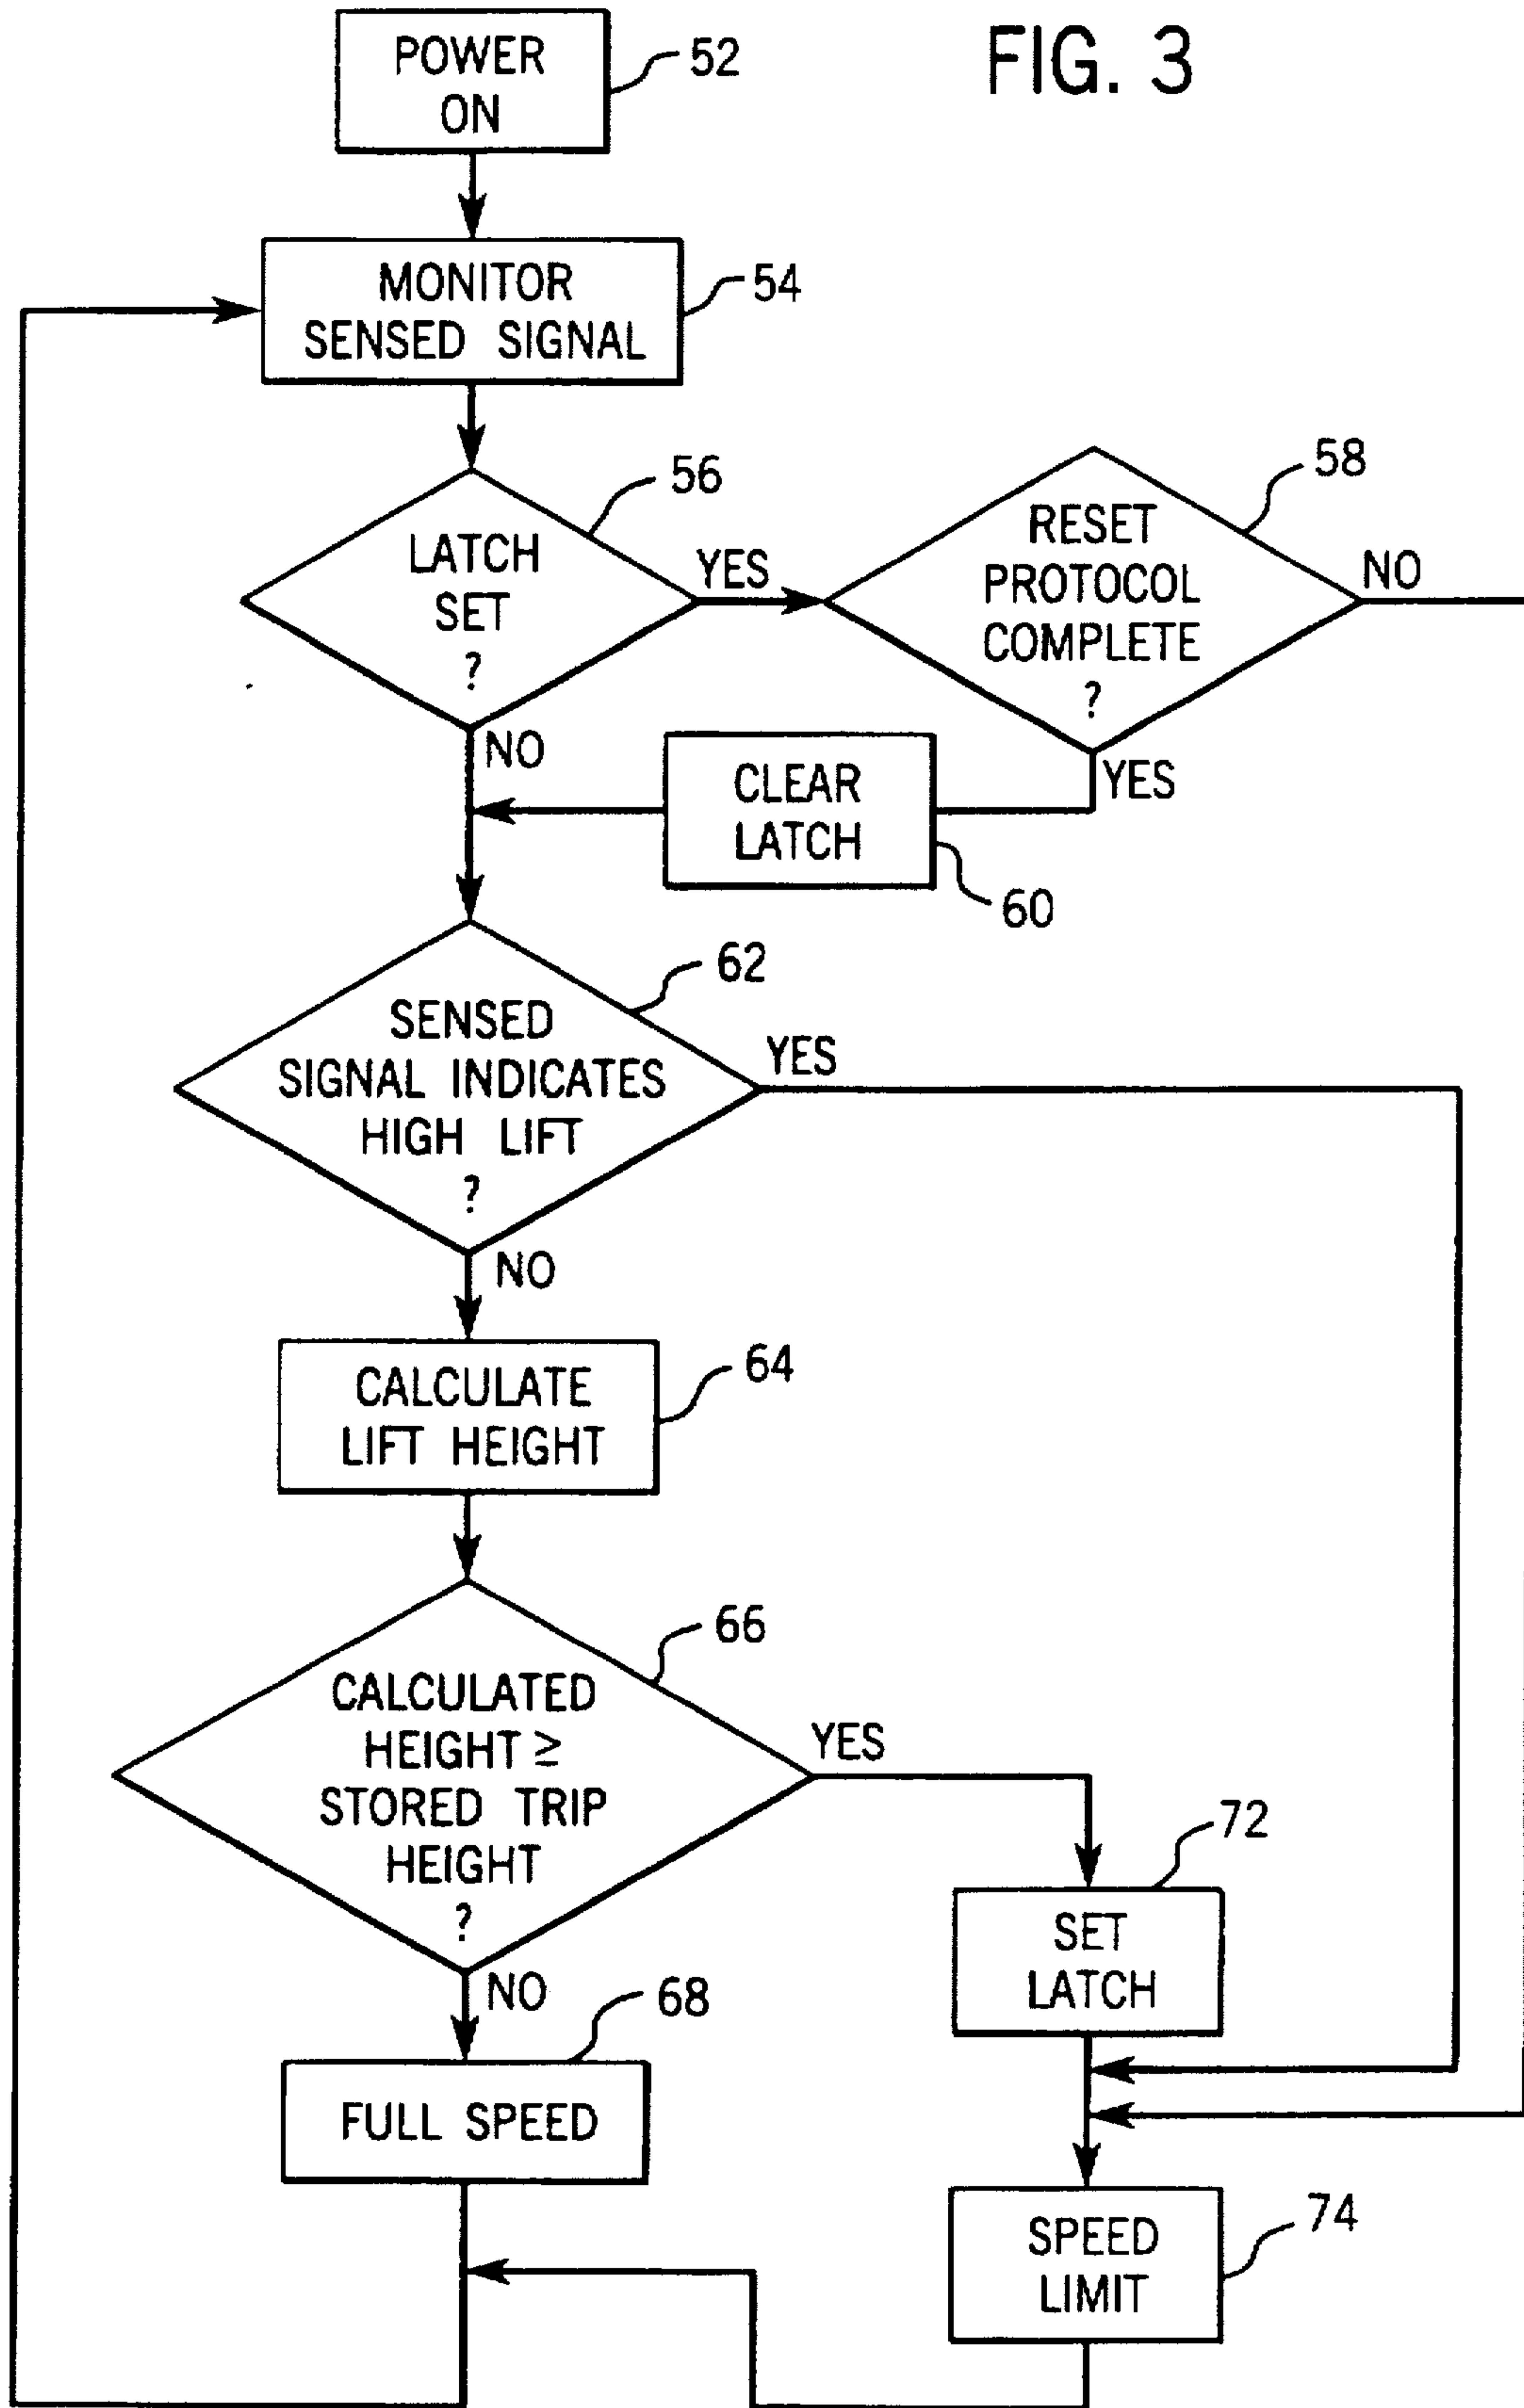 FIG. 3
POWER
ON
52
MONITOR
SENSED SIGNAL
54
LATCH
SET
?
56
YES
NO
RESET
PROTOCOL
COMPLETE
?
58
NO
YES
CLEAR
LATCH
60
SENSED
SIGNAL INDICATES
HIGH LIFT
?
62
YES
NO
CALCULATE
LIFT HEIGHT
64
CALCULATED
HEIGHT ≥
STORED TRIP
HEIGHT
?
66
YES
NO
SET
LATCH
72
FULL SPEED
68
SPEED
LIMIT
74